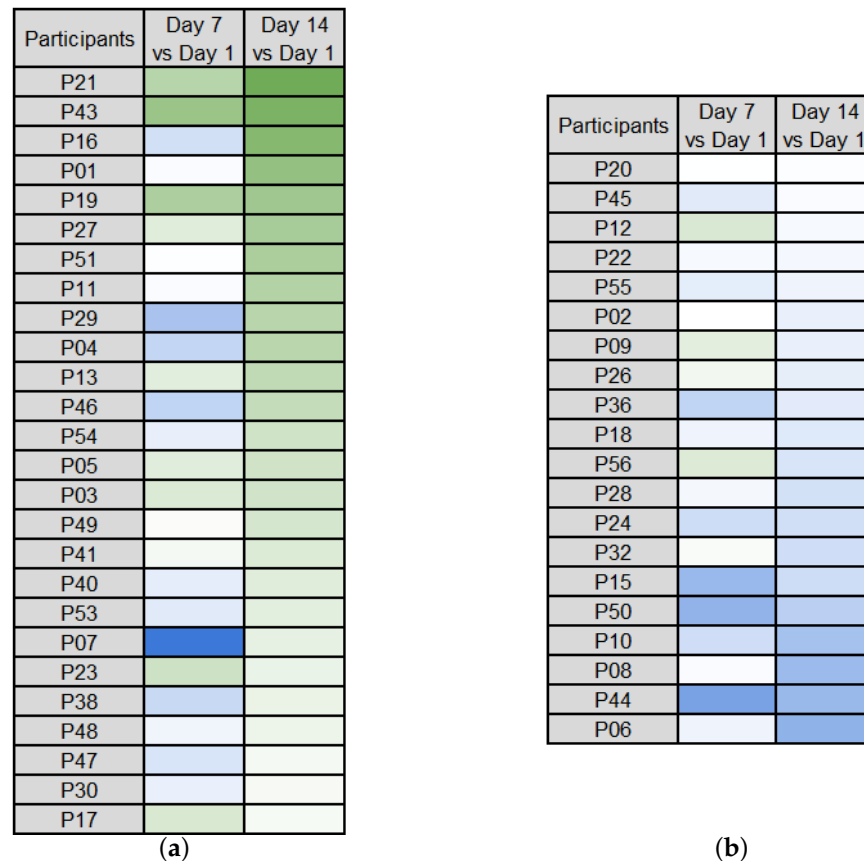 Participants Day 7 vs Day 1 Day 14 vs Day 1
P21
P43
P16
P01
P19
P27
P51
P11
P29
P04
P13
P46
P54
P05
P03
P49
P41
P40
P53
P07
P23
P38
P48
P47
P30
P17
(a)
Participants Day 7 vs Day 1 Day 14 vs Day 1
P20
P45
P12
P22
P55
P02
P09
P26
P36
P18
P56
P28
P24
P32
P15
P50
P10
P08
P44
P06
(b)